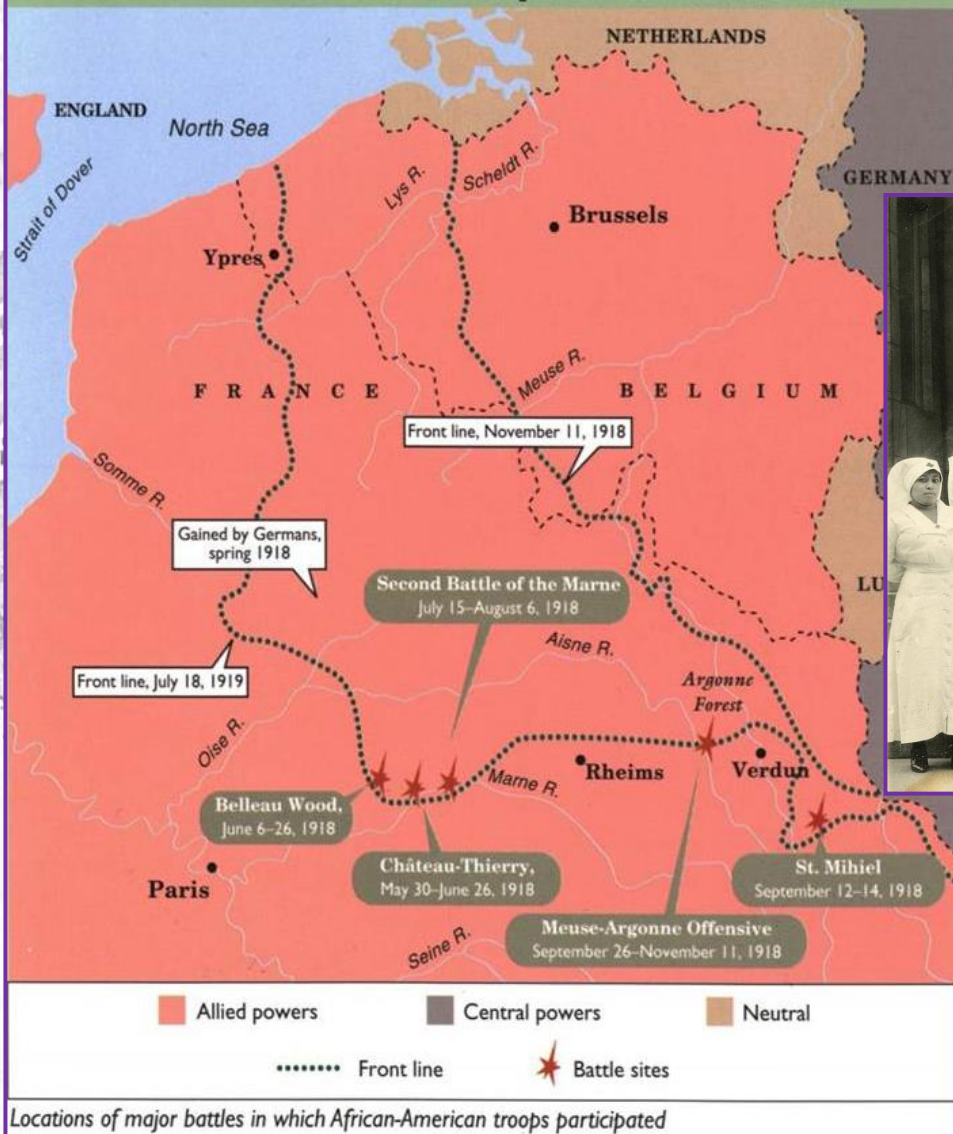 NETHERLANDS
ENGLAND
North Sea
Strait of Dover
Lys R.
Scheldt R.
GERMANY
Brussels
Ypres
Meuse R.
FRANCE
BELGIUM
Front line, November 11, 1918
Somme R.
Gained by Germans,
spring 1918
Second Battle of the Marne
July 15–August 6, 1918
LU
Aisne R.
Front line, July 18, 1919
Argonne
Forest
Oise R.
Rheims
Verdun
Marne R.
Belleau Wood,
June 6–26, 1918
Château-Thierry,
May 30–June 26, 1918
St. Mihiel
September 12–14, 1918
Paris
Meuse-Argonne Offensive
September 26–November 11, 1918
Seine R.
Allied powers
Central powers
Neutral
Front line
Battle sites
Locations of major battles in which African-American troops participated